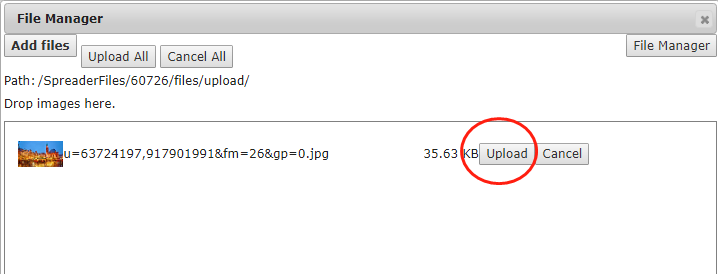 File Manager
Add files Upload All Cancel All File Manager
Path: /SpreaderFiles/60726/files/upload/
Drop images here.
u=63724197,917901991&fm=26&gp=0.jpg 35.63 KB Upload Cancel